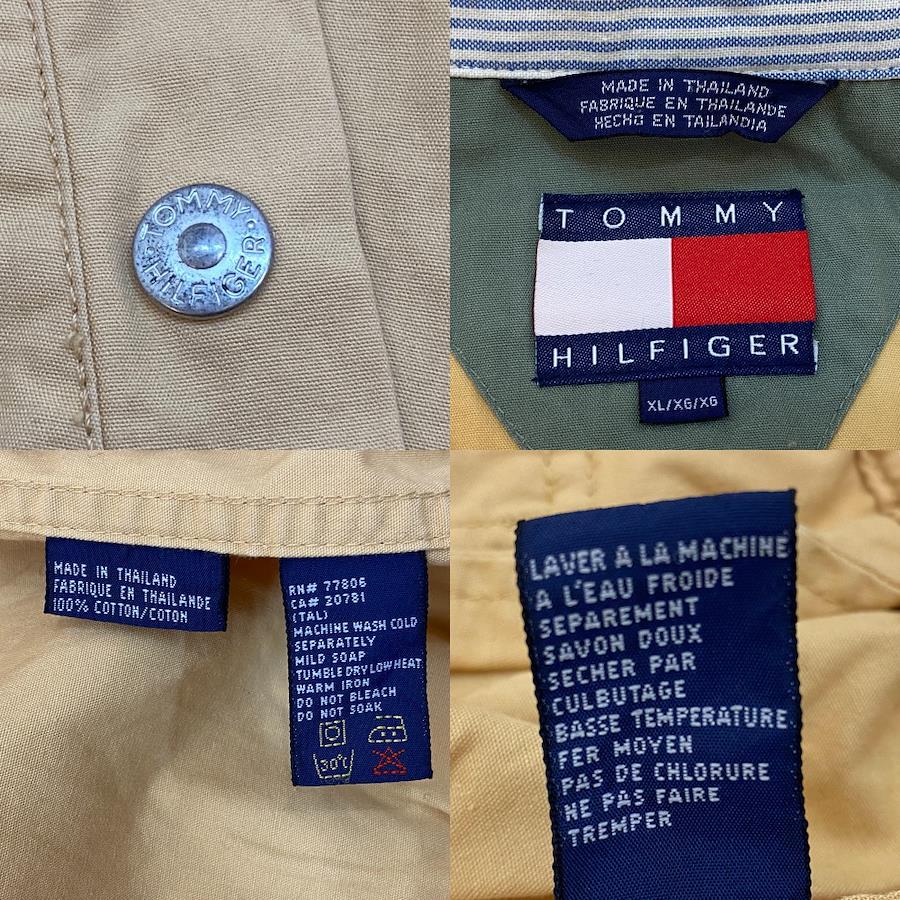 TOMMY
HILFIGER
MADE IN THAILAND
FABRIQUE EN THAILANDE
HECHO EN TAILANDIA
TOMMY
HILFIGER
XL/XG/XG
MADE IN THAILAND
FABRIQUE EN THAILANDE
100% COTTON/COTON
RN# 77806
CA# 20781
(TAL)
MACHINE WASH COLD
SEPARATELY
MILD SOAP
TUMBLE DRY LOW HEAT
WARM IRON
DO NOT BLEACH
DO NOT SOAK
30°C
LAVER A LA MACHINE
A L'EAU FROIDE
SEPAREMENT
SAVON DOUX
SECHER PAR
CULBUTAGE
BASSE TEMPERATURE
FER MOYEN
PAS DE CHLORURE
NE PAS FAIRE
TREMPER